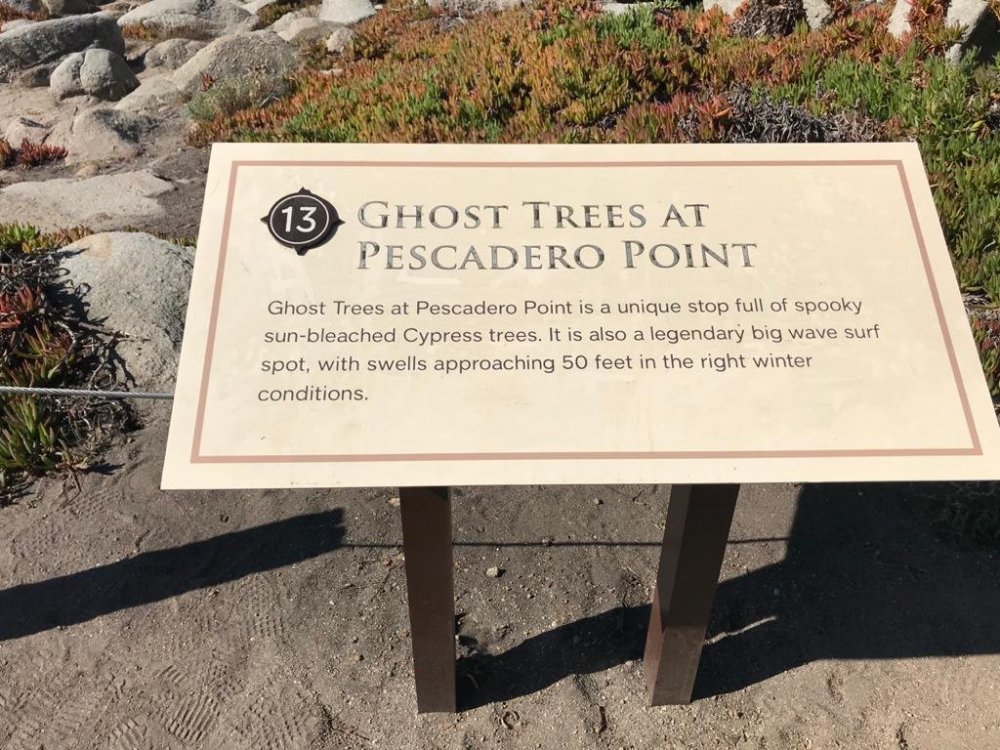 13
Ghost Trees at
Pescadero Point
Ghost Trees at Pescadero Point is a unique stop full of spooky
sun-bleached Cypress trees. It is also a legendary big wave surf
spot, with swells approaching 50 feet in the right winter
conditions.